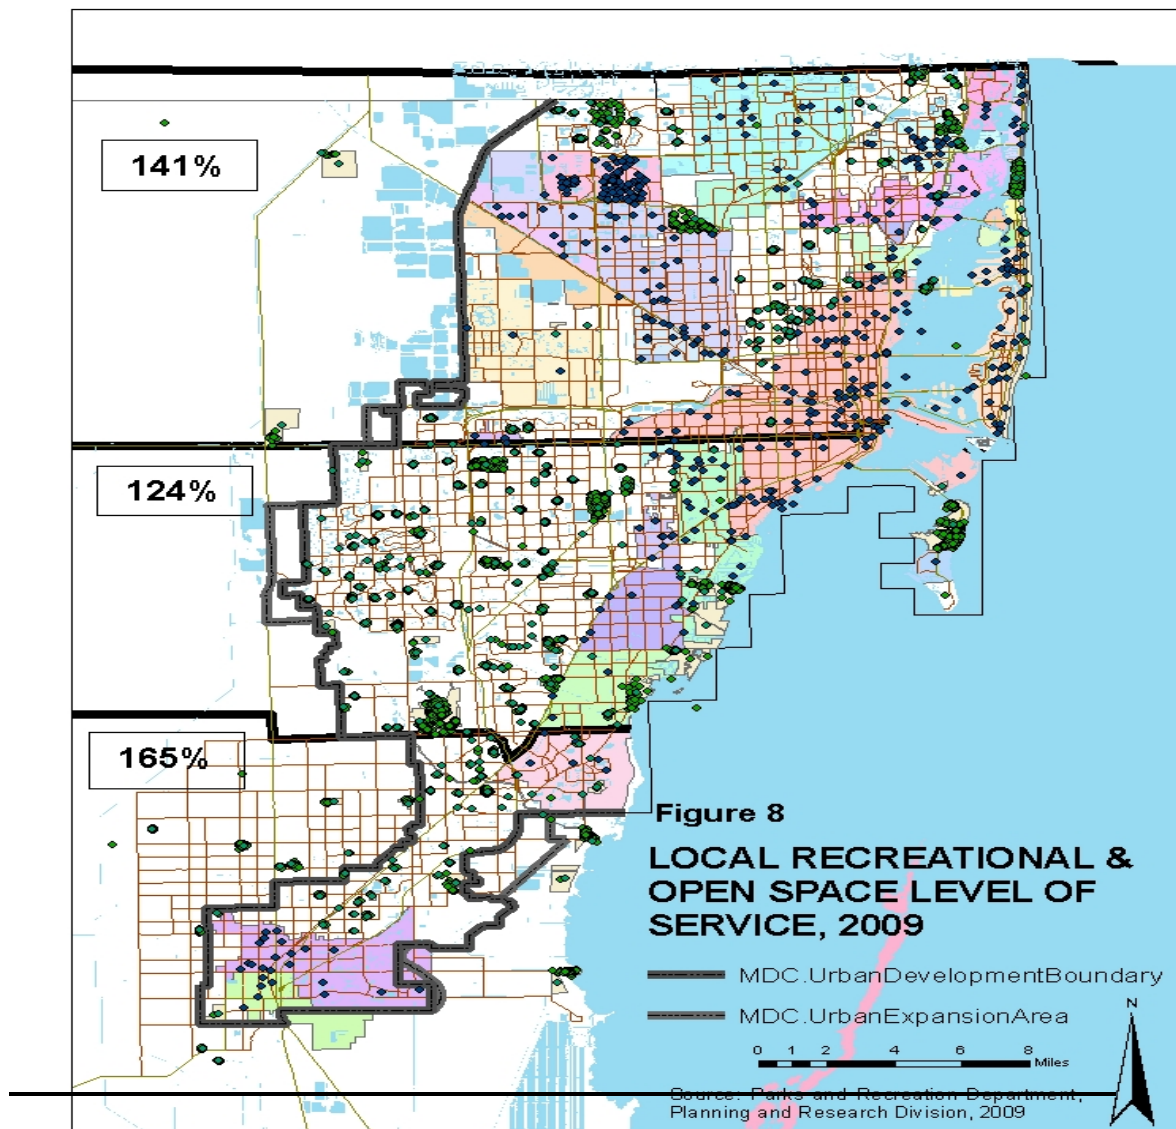 141%
124%
165%
Figure 8
LOCAL RECREATIONAL &
OPEN SPACE LEVEL OF
SERVICE, 2009
MDC.UrbanDevelopmentBoundary
MDC.UrbanExpansionArea
N
0 1 2 4 6 8
Miles
Source: Parks and Recreation Department,
Planning and Research Division, 2009